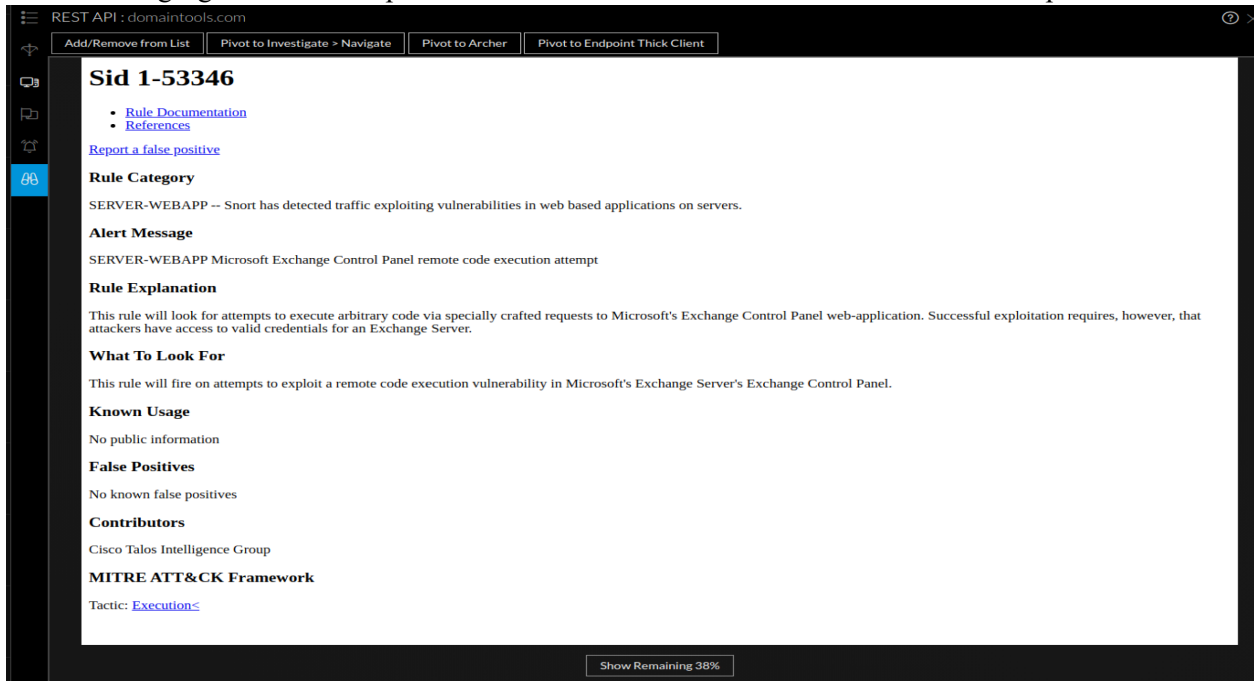 REST API : domaintools.com
Add/Remove from List
Pivot to Investigate > Navigate
Pivot to Archer
Pivot to Endpoint Thick Client
Sid 1-53346
Rule Documentation
References
Report a false positive
Rule Category
SERVER-WEBAPP -- Snort has detected traffic exploiting vulnerabilities in web based applications on servers.
Alert Message
SERVER-WEBAPP Microsoft Exchange Control Panel remote code execution attempt
Rule Explanation
This rule will look for attempts to execute arbitrary code via specially crafted requests to Microsoft's Exchange Control Panel web-application. Successful exploitation requires, however, that
attackers have access to valid credentials for an Exchange Server.
What To Look For
This rule will fire on attempts to exploit a remote code execution vulnerability in Microsoft's Exchange Server's Exchange Control Panel.
Known Usage
No public information
False Positives
No known false positives
Contributors
Cisco Talos Intelligence Group
MITRE ATT&CK Framework
Tactic: Execution<
Show Remaining 38%